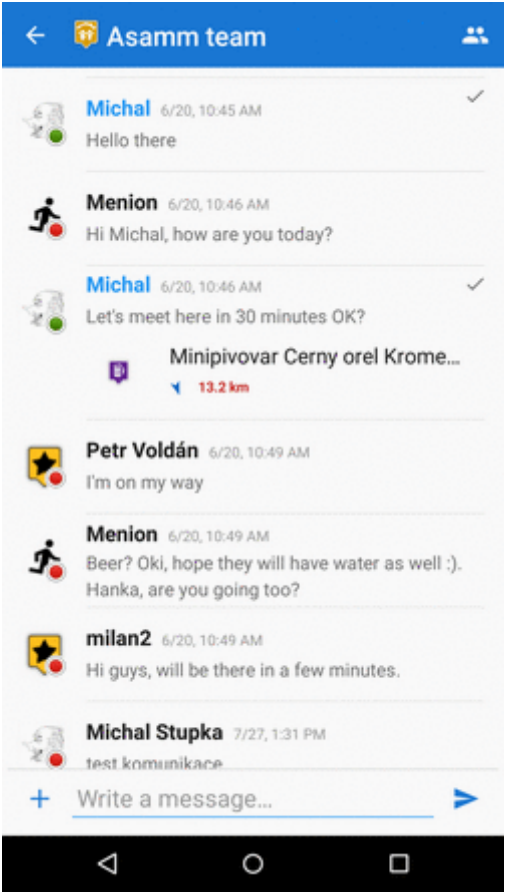 Asamm team
Michal 6/20, 10:45 AM
Hello there
Menion 6/20, 10:46 AM
Hi Michal, how are you today?
Michal 6/20, 10:46 AM
Let's meet here in 30 minutes OK?
Minipivovar Cerny orel Krome...
13.2 km
Petr Voldán 6/20, 10:49 AM
I'm on my way
Menion 6/20, 10:49 AM
Beer? Oki, hope they will have water as well :).
Hanka, are you going too?
milan2 6/20, 10:49 AM
Hi guys, will be there in a few minutes.
Michal Stupka 7/27, 1:31 PM
test komunikace
Write a message...